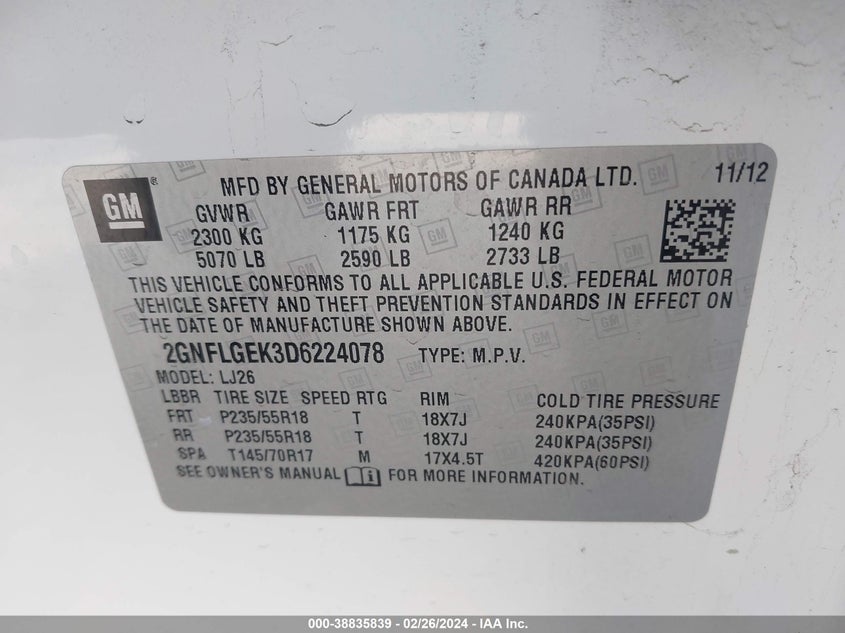 GM ® MFD BY GENERAL MOTORS OF CANADA LTD. 11/12
GVWR GAWR FRT GAWR RR
2300 KG 1175 KG 1240 KG
5070 LB 2590 LB 2733 LB
THIS VEHICLE CONFORMS TO ALL APPLICABLE U.S. FEDERAL MOTOR
VEHICLE SAFETY AND THEFT PREVENTION STANDARDS IN EFFECT ON
THE DATE OF MANUFACTURE SHOWN ABOVE.
2GNFLGEK3D6224078 TYPE: M.P.V.
MODEL: LJ26
LBBR TIRE SIZE SPEED RTG RIM COLD TIRE PRESSURE
FRT P235/55R18 T 18X7J 240KPA(35PSI)
RR P235/55R18 T 18X7J 240KPA(35PSI)
SPA T145/70R17 M 17X4.5T 420KPA(60PSI)
SEE OWNER'S MANUAL i FOR MORE INFORMATION.
000-38835839 - 02/26/2024 - IAA Inc.